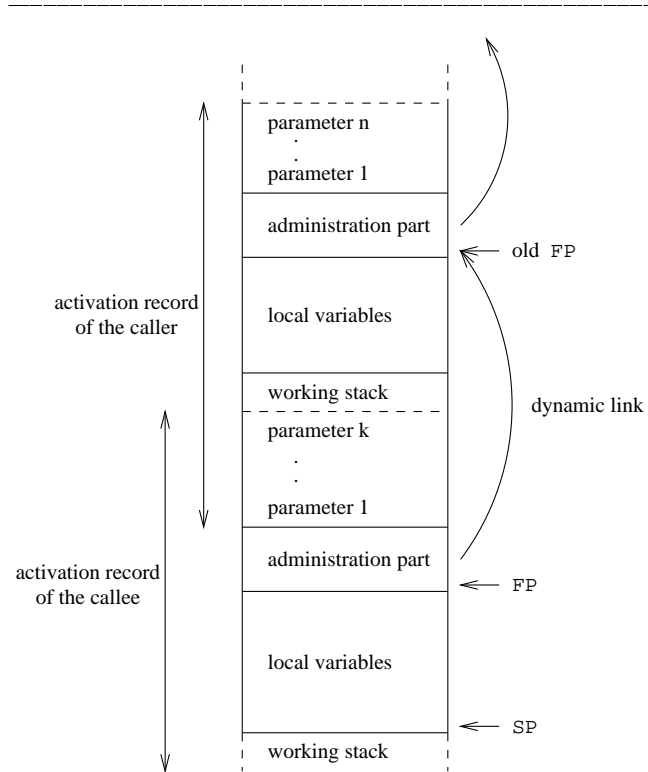 parameter n
.
.
parameter 1
administration part
old FP
activation record
of the caller
local variables
working stack
dynamic link
parameter k
.
.
parameter 1
activation record
of the callee
administration part
FP
local variables
SP
working stack